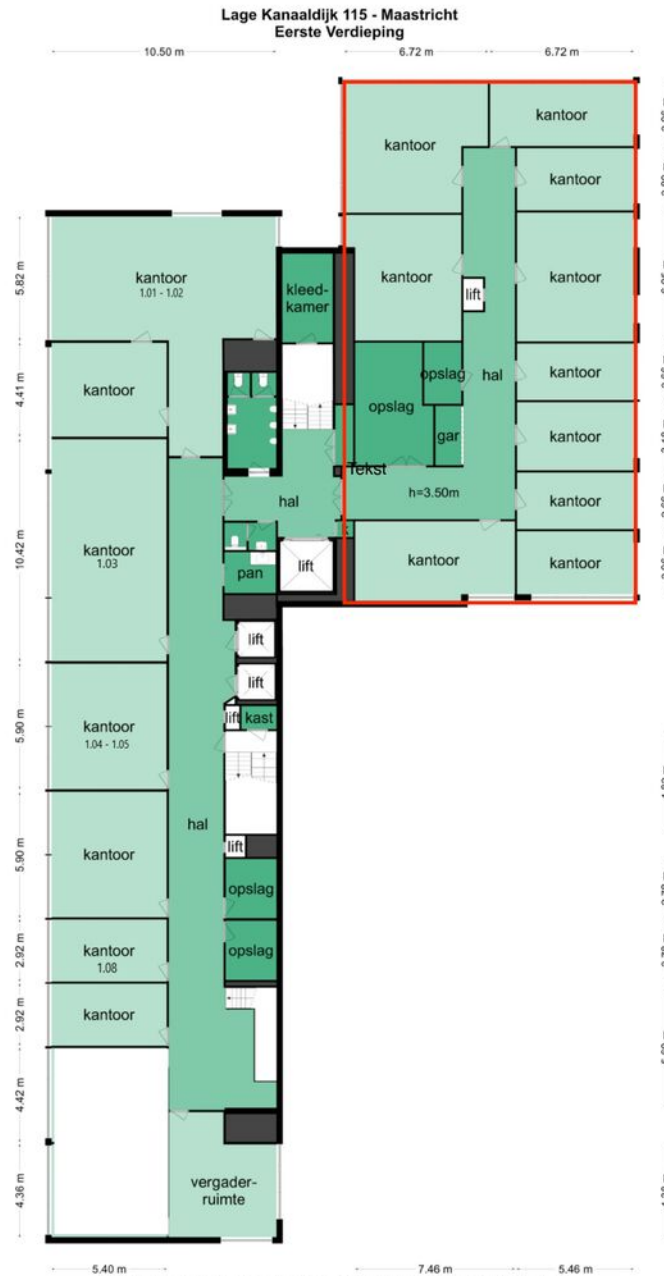 Lage Kanaaldijk 115 - Maastricht
Eerste Verdieping
10.50 m
6.72 m
6.72 m
kantoor
kantoor
kantoor
kantoor
1.01 - 1.02
kleed-
kamer
kantoor
kantoor
lift
5.82 m
kantoor
opslag
hal
kantoor
4.41 m
opslag
gar
kantoor
Tekst
hal
h=3.50m
kantoor
kantoor
1.03
10.42 m
pan
lift
kantoor
kantoor
lift
lift
lift
kast
kantoor
1.04 - 1.05
5.90 m
hal
kantoor
lift
5.90 m
opslag
opslag
kantoor
1.08
2.92 m
kantoor
2.92 m
4.42 m
vergader-
ruimte
4.36 m
5.40 m
7.46 m
5.46 m